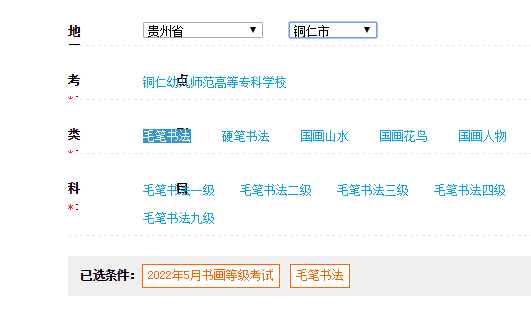 地 贵州省 铜仁市
考 点 铜仁幼儿师范高等专科学校
*:
类 毛笔书法 硬笔书法 国画山水 国画花鸟 国画人物
*:
科 目 毛笔书法一级 毛笔书法二级 毛笔书法三级 毛笔书法四级
*: 毛笔书法九级
已选条件: 2022年5月书画等级考试 毛笔书法